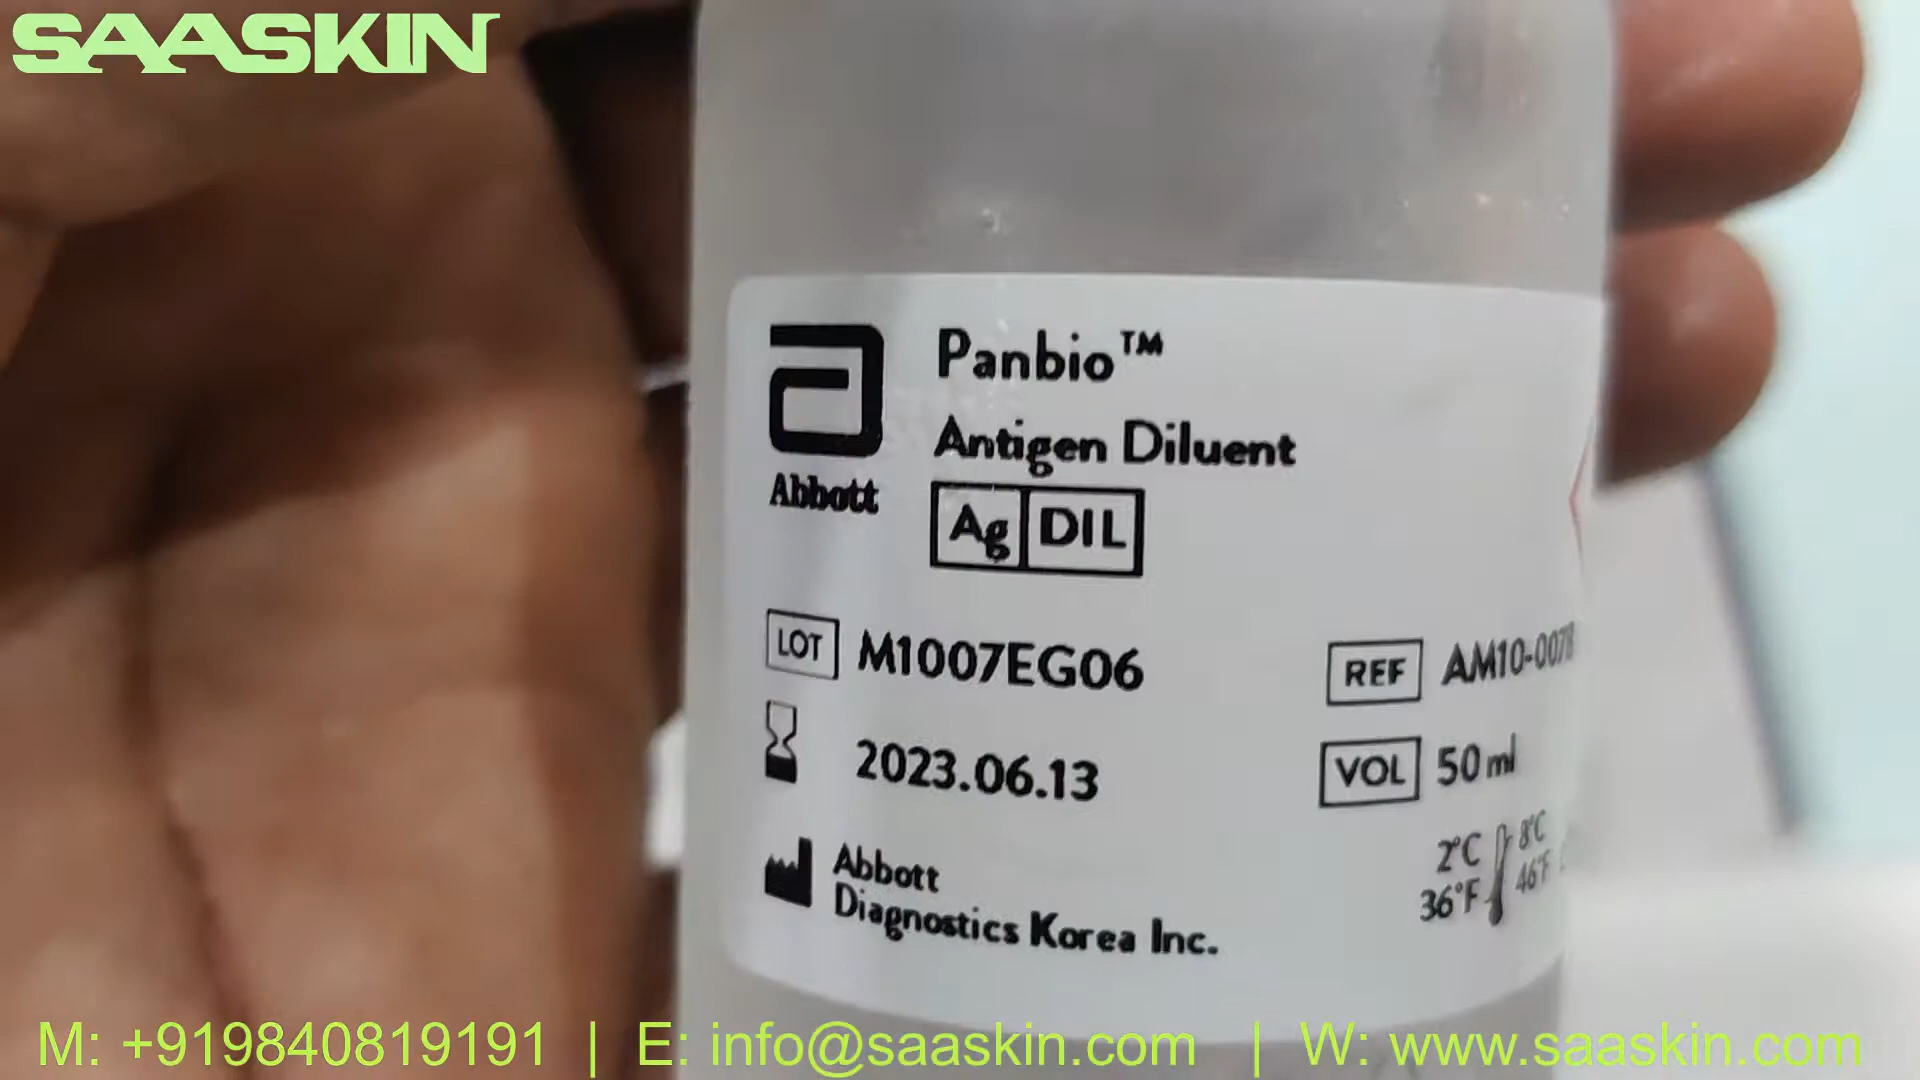 SAASKIN
Panbio™
Antigen Diluent
Abbott
Ag DIL
LOT M1007EG06
REF
2023.06.13
VOL 50 ml
2°C 8°C
36°F 46°F
Abbott
Diagnostics Korea Inc.
M: +919840819191 | E: info@saaskin.com | W: www.saaskin.com